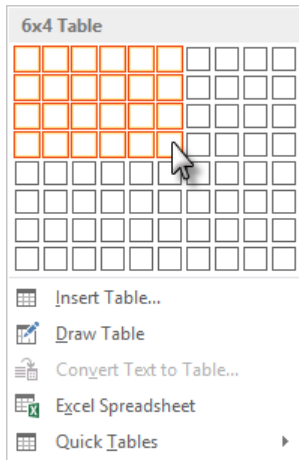 6x4 Table
Insert Table...
Draw Table
Convert Text to Table...
Excel Spreadsheet
Quick Tables